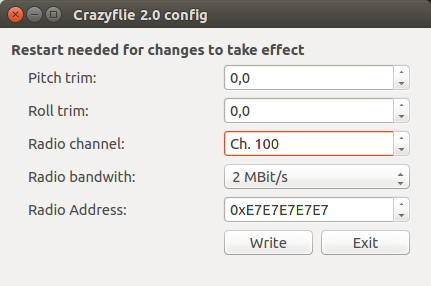 Crazyflie 2.0 config
Restart needed for changes to take effect
Pitch trim: 0,0
Roll trim: 0,0
Radio channel: Ch. 100
Radio bandwith: 2 MBit/s
Radio Address: 0xE7E7E7E7E7
Write Exit